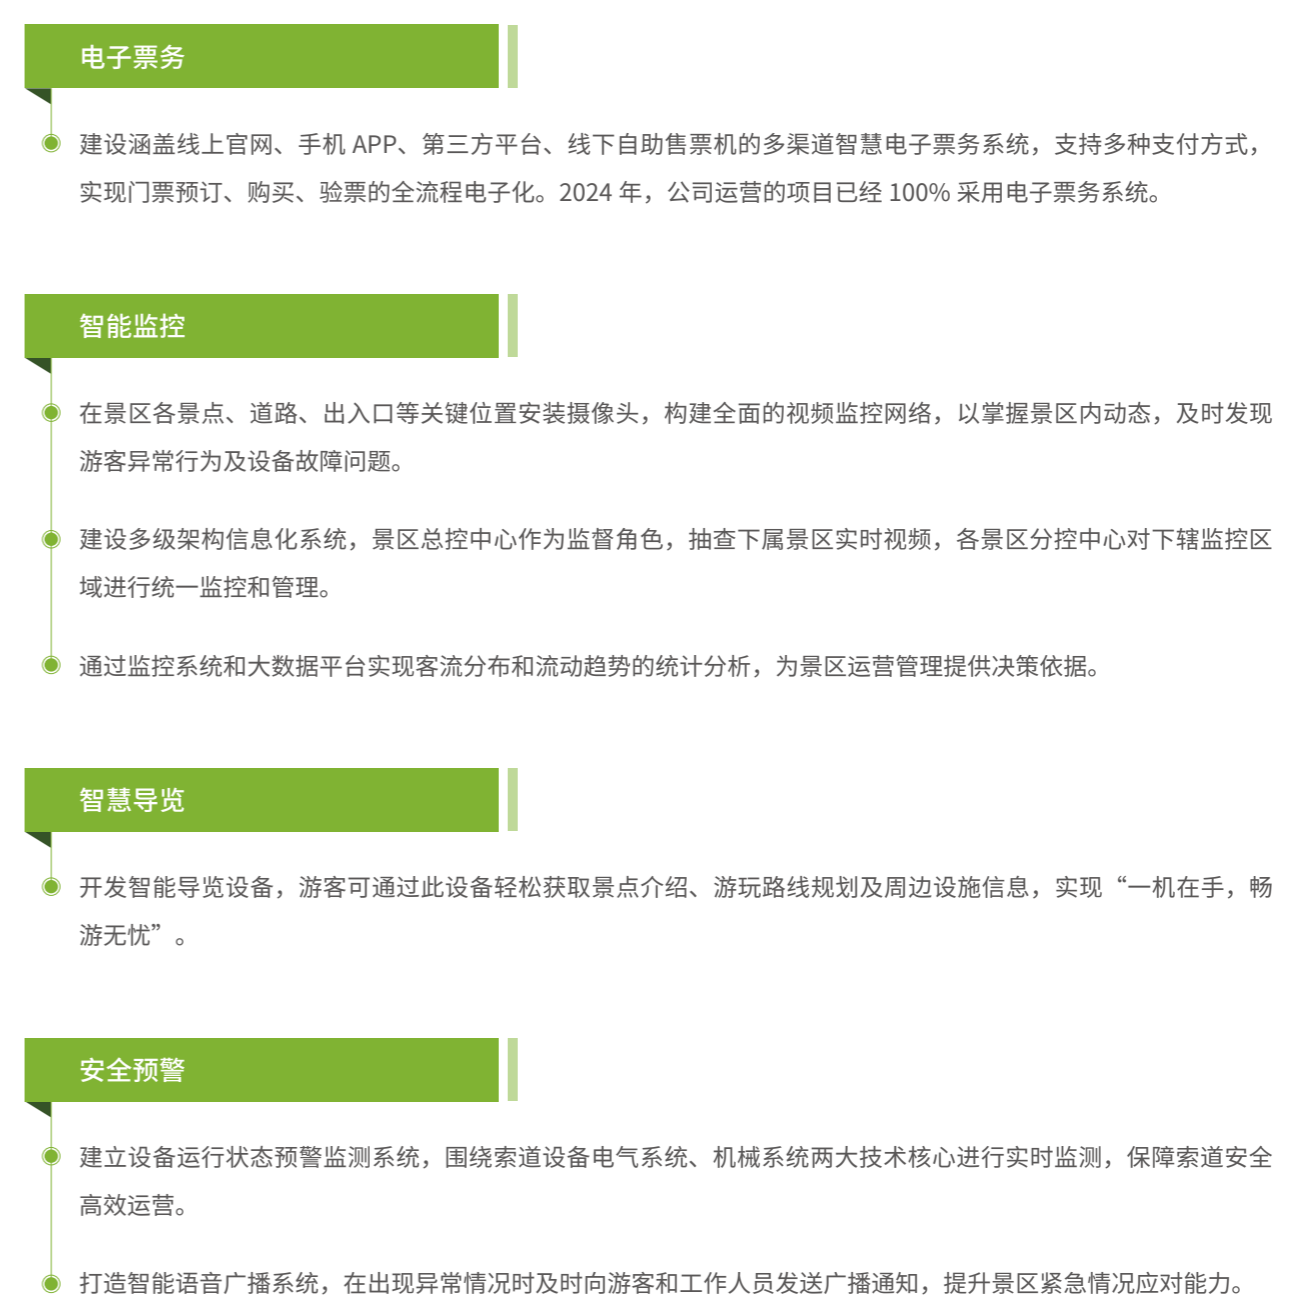 电子票务
建设涵盖线上官网、手机 APP、第三方平台、线下自助售票机的多渠道智慧电子票务系统，支持多种支付方式，
实现门票预订、购买、验票的全流程电子化。2024 年，公司运营的项目已经 100% 采用电子票务系统。
智能监控
在景区各景点、道路、出入口等关键位置安装摄像头，构建全面的视频监控网络，以掌握景区内动态，及时发现
游客异常行为及设备故障问题。
建设多级架构信息化系统，景区总控中心作为监督角色，抽查下属景区实时视频，各景区分控中心对下辖监控区
域进行统一监控和管理。
通过监控系统和大数据平台实现客流分布和流动趋势的统计分析，为景区运营管理提供决策依据。
智慧导览
开发智能导览设备，游客可通过此设备轻松获取景点介绍、游玩路线规划及周边设施信息，实现“一机在手，畅
游无忧”。
安全预警
建立设备运行状态预警监测系统，围绕索道设备电气系统、机械系统两大技术核心进行实时监测，保障索道安全
高效运营。
打造智能语音广播系统，在出现异常情况时及时向游客和工作人员发送广播通知，提升景区紧急情况应对能力。